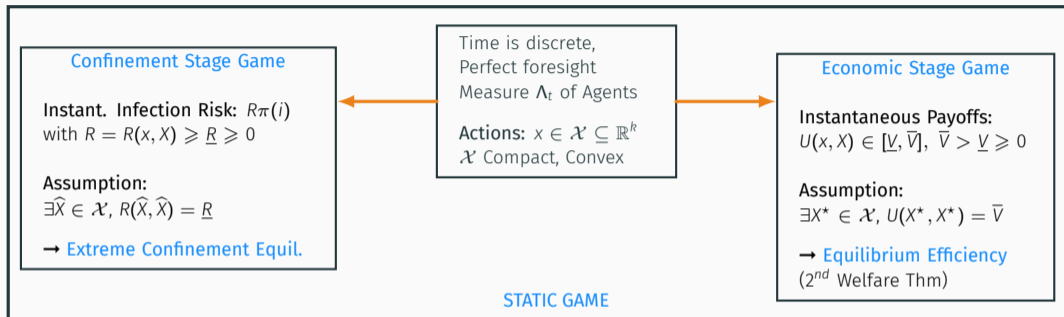 Confinement Stage Game
Instant. Infection Risk: Rπ(i)
with R = R(x, X) ⩾ R̲ ⩾ 0
Assumption:
∃X̂ ∈ 𝒳, R(X̂, X̂) = R̲
→ Extreme Confinement Equil.
Time is discrete,
Perfect foresight
Measure Λₜ of Agents
Actions: x ∈ 𝒳 ⊆ ℝᵏ
𝒳 Compact, Convex
Economic Stage Game
Instantaneous Payoffs:
U(x, X) ∈ [V̲, V̅], V̅ > V̲ ⩾ 0
Assumption:
∃X⋆ ∈ 𝒳, U(X⋆, X⋆) = V̅
→ Equilibrium Efficiency
(2ⁿᵈ Welfare Thm)
STATIC GAME